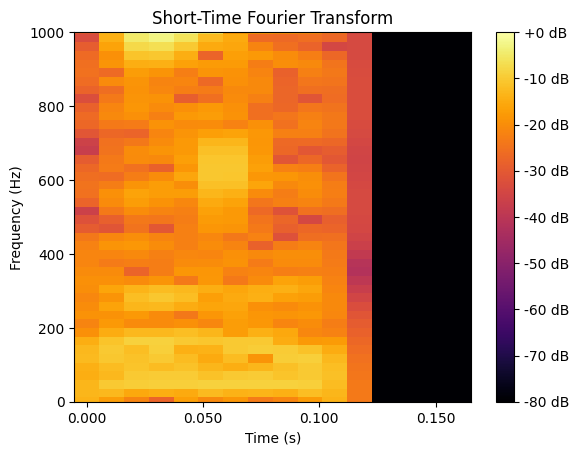 Short-Time Fourier Transform
1000
800
600
400
200
0
Frequency (Hz)
0.000
0.050
0.100
0.150
Time (s)
+0 dB
-10 dB
-20 dB
-30 dB
-40 dB
-50 dB
-60 dB
-70 dB
-80 dB